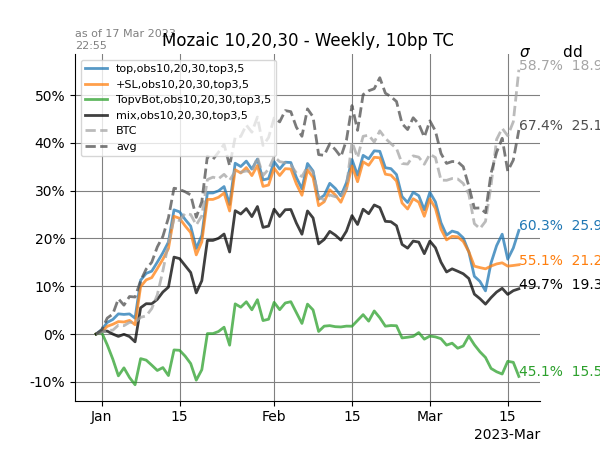 as of 17 Mar 2023
22:55
Mozaic 10,20,30 - Weekly, 10bp TC
σ dd
top,obs10,20,30,top3,5
+SL,obs10,20,30,top3,5
TopvBot,obs10,20,30,top3,5
mix,obs10,20,30,top3,5
BTC
avg
58.7% 18.9
67.4% 25.1
60.3% 25.9
55.1% 21.2
49.7% 19.3
45.1% 15.5
50%
40%
30%
20%
10%
0%
-10%
Jan 15 Feb 15 Mar 15
2023-Mar